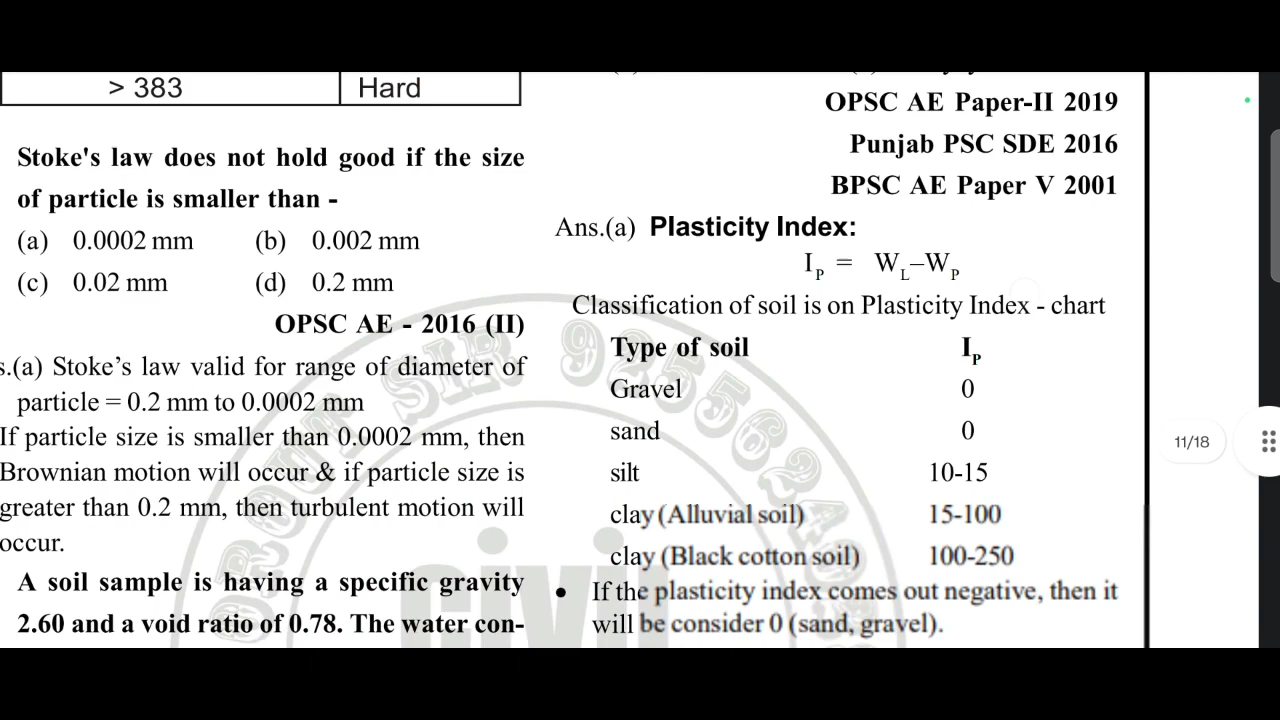 > 383 Hard
Stoke's law does not hold good if the size
of particle is smaller than -
(a) 0.0002 mm (b) 0.002 mm
(c) 0.02 mm (d) 0.2 mm
OPSC AE - 2016 (II)
s.(a) Stoke's law valid for range of diameter of
particle = 0.2 mm to 0.0002 mm
If particle size is smaller than 0.0002 mm, then
Brownian motion will occur & if particle size is
greater than 0.2 mm, then turbulent motion will
occur.
A soil sample is having a specific gravity
2.60 and a void ratio of 0.78. The water con-
OPSC AE Paper-II 2019
Punjab PSC SDE 2016
BPSC AE Paper V 2001
Ans.(a) Plasticity Index:
I_P = W_L–W_P
Classification of soil is on Plasticity Index - chart
Type of soil I_P
Gravel 0
sand 0
silt 10-15
clay (Alluvial soil) 15-100
clay (Black cotton soil) 100-250
• If the plasticity index comes out negative, then it
will be consider 0 (sand, gravel).
11/18
ROUT SIR
civil